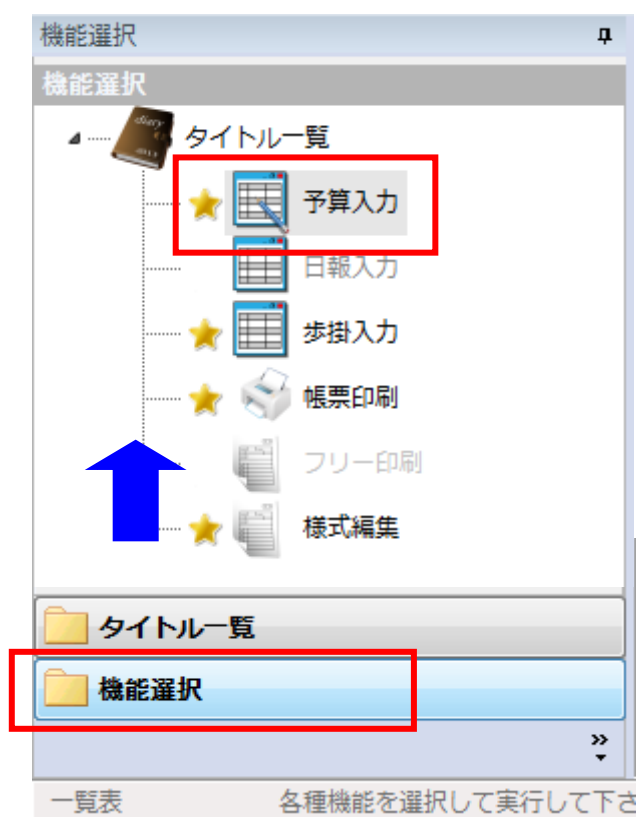 機能選択
機能選択
タイトル一覧
予算入力
日報入力
歩掛入力
帳票印刷
フリー印刷
様式編集
タイトル一覧
機能選択
一覧表 各種機能を選択して実行して下さ